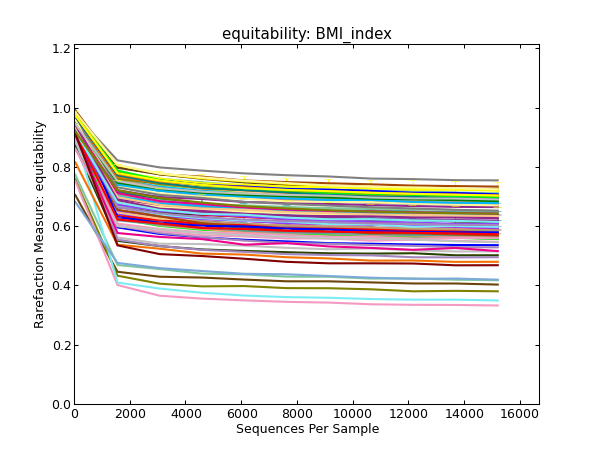 equitability: BMI_index
1.2
1.0
0.8
0.6
0.4
0.2
0.0
Rarefaction Measure: equitability
0 2000 4000 6000 8000 10000 12000 14000 16000
Sequences Per Sample